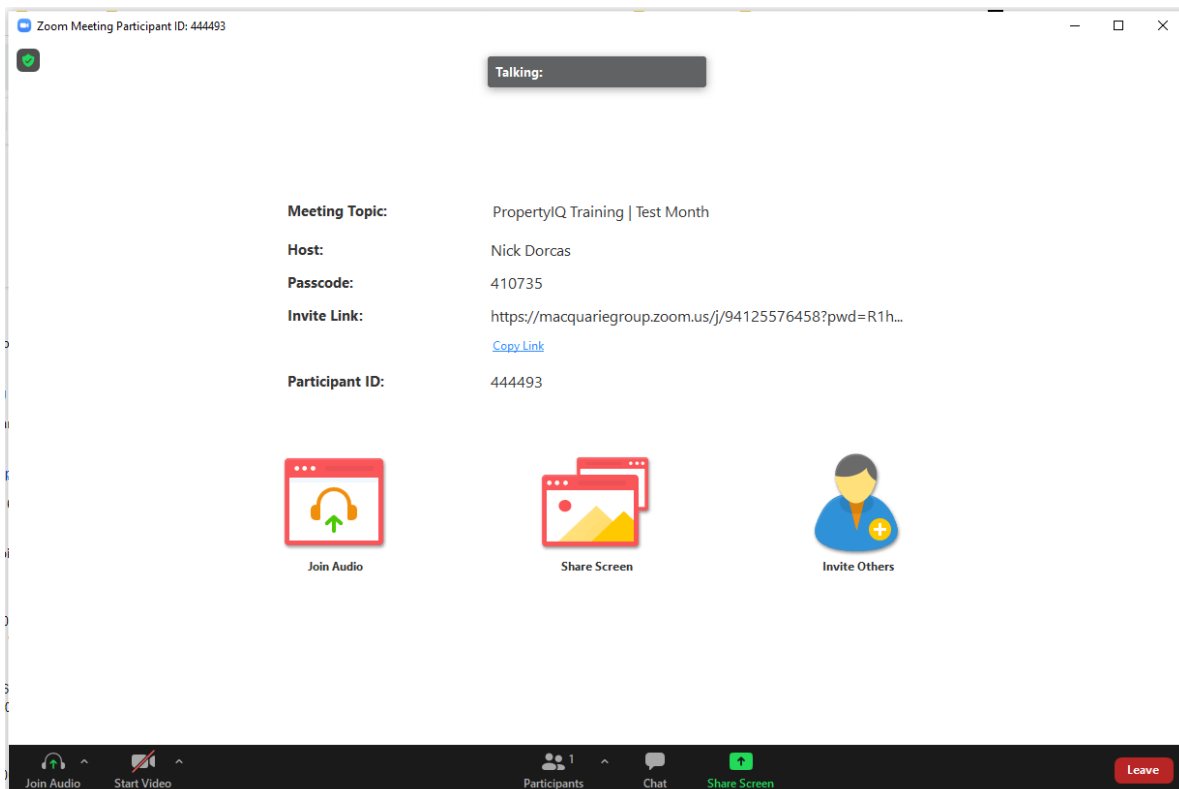 Zoom Meeting Participant ID: 444493
Talking:
Meeting Topic: PropertyIQ Training | Test Month
Host: Nick Dorcas
Passcode: 410735
Invite Link: https://macquariegroup.zoom.us/j/94125576458?pwd=R1h...
Copy Link
Participant ID: 444493
Join Audio Share Screen Invite Others
Join Audio Start Video Participants 1 Chat Share Screen Leave